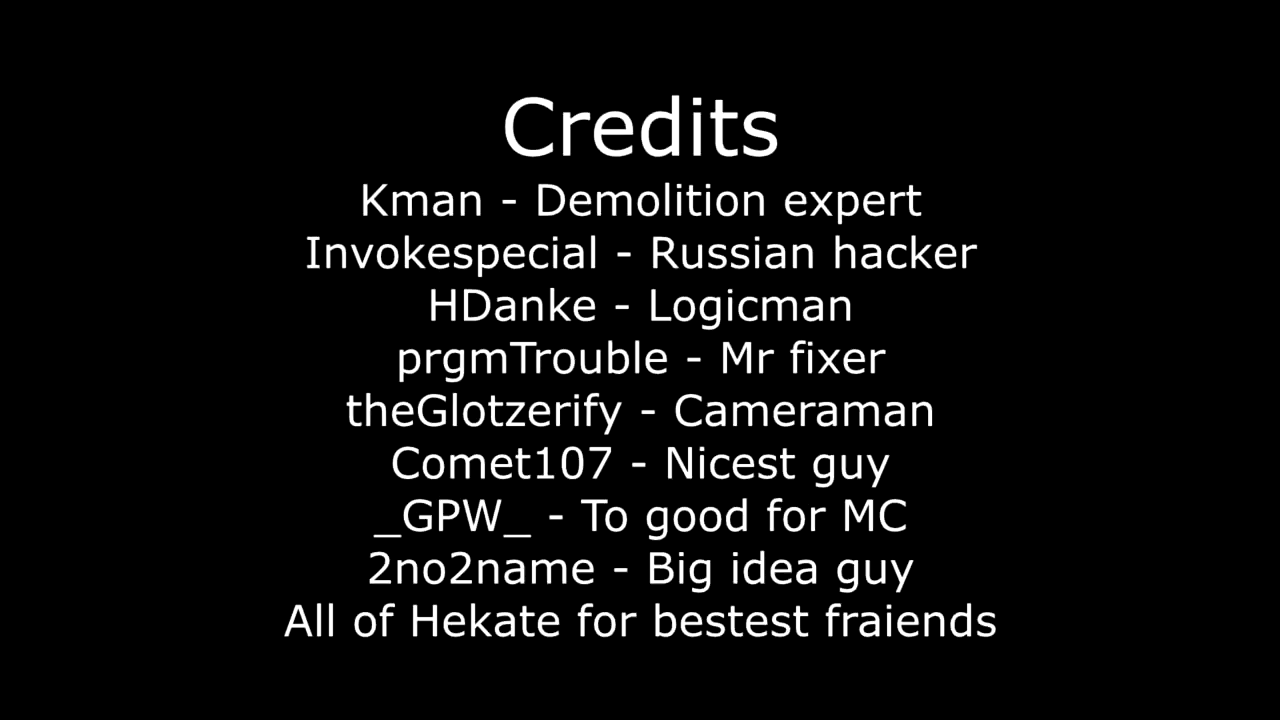 Credits
Kman - Demolition expert
Invokespecial - Russian hacker
HDanke - Logicman
prgmTrouble - Mr fixer
theGlotzerify - Cameraman
Comet107 - Nicest guy
_GPW_ - To good for MC
2no2name - Big idea guy
All of Hekate for bestest fraiends